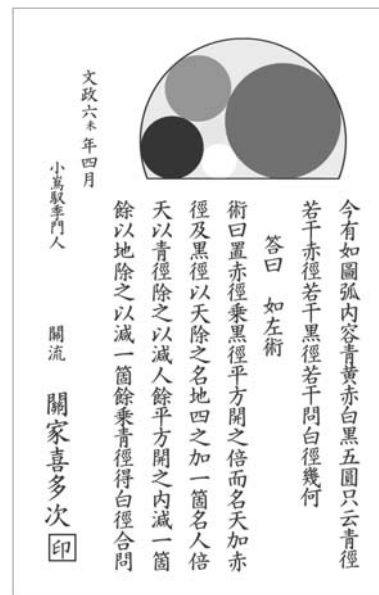 今有如圖弧内容青黄赤白黑五圓只云青徑
若干赤徑若干黑徑若干問白徑幾何
答曰 如左術
術曰置赤徑乘黑徑平方開之倍而名天加赤
徑及黑徑以天除之名地四之加一箇名人倍
天以青徑除之以減人餘平方開之内減一箇
餘以地除之以減一箇餘乘青徑得白徑合問
文政六未年四月
小嶌馭季門人
關流 關家喜多次 印